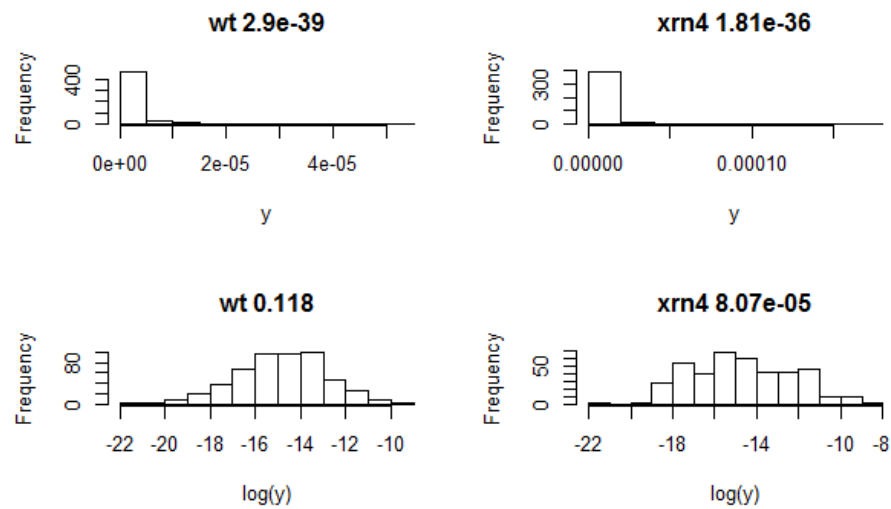 wt 2.9e-39
Frequency
0 400
0e+00 2e-05 4e-05
y
xrn4 1.81e-36
Frequency
0 300
0.00000 0.00010
y
wt 0.118
Frequency
0 80
-22 -20 -18 -16 -14 -12 -10
log(y)
xrn4 8.07e-05
Frequency
0 50
-22 -18 -14 -10 -8
log(y)